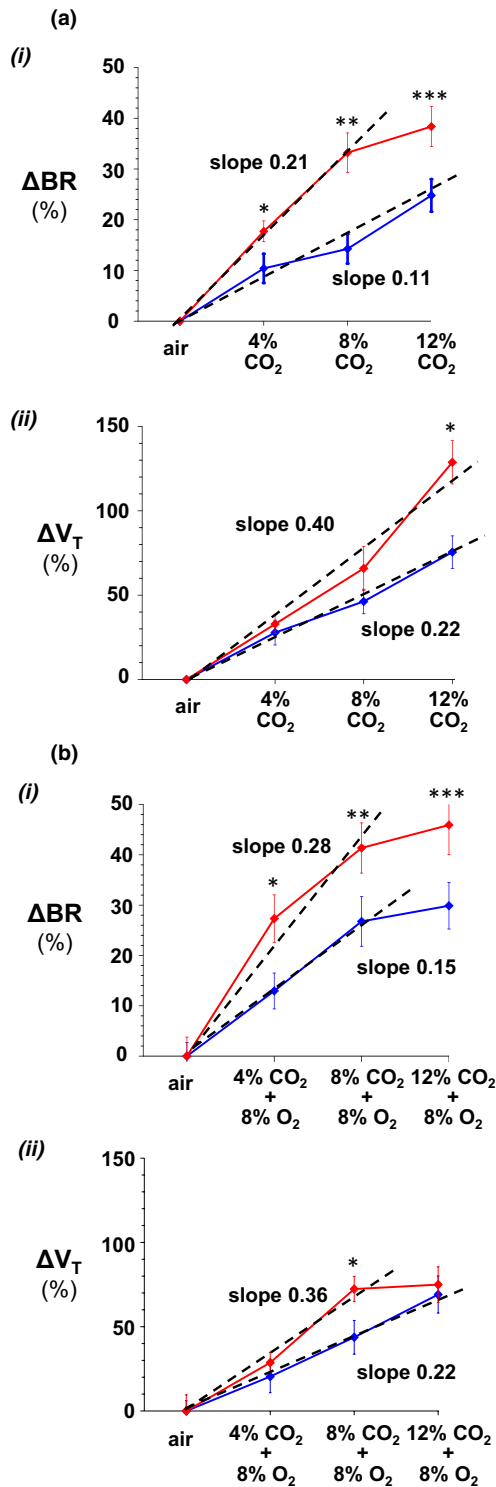 (a)
(i)
50
40
30
20
10
0
ΔBR
(%)
*
**
***
slope 0.21
slope 0.11
air
4%
CO₂
8%
CO₂
12%
CO₂
(ii)
150
100
50
0
ΔV_T
(%)
*
slope 0.40
slope 0.22
air
4%
CO₂
8%
CO₂
12%
CO₂
(b)
(i)
50
40
30
20
10
0
ΔBR
(%)
*
**
***
slope 0.28
slope 0.15
air
4% CO₂
+
8% O₂
8% CO₂
+
8% O₂
12% CO₂
+
8% O₂
(ii)
150
100
50
0
ΔV_T
(%)
*
slope 0.36
slope 0.22
air
4% CO₂
+
8% O₂
8% CO₂
+
8% O₂
12% CO₂
+
8% O₂